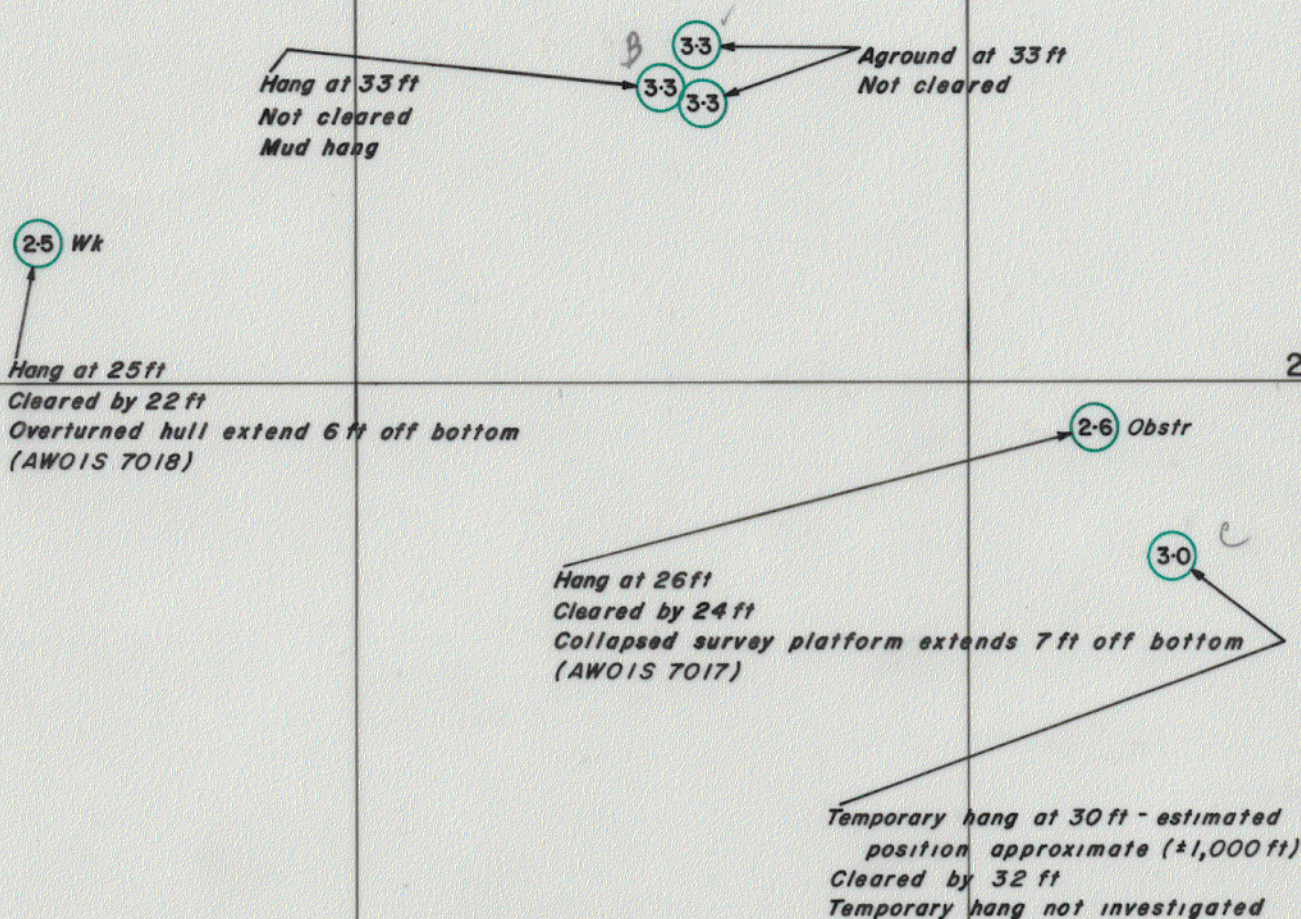 B
3.3
✓
3.3
3.3
Hang at 33 ft
Not cleared
Mud hang
Aground at 33 ft
Not cleared
2.5 Wk
Hang at 25 ft
Cleared by 22 ft
Overturned hull extend 6 ft off bottom
(AWOIS 7018)
2
2.6 Obstr
Hang at 26 ft
Cleared by 24 ft
Collapsed survey platform extends 7 ft off bottom
(AWOIS 7017)
3.0
C
Temporary hang at 30 ft - estimated
position approximate (±1,000 ft)
Cleared by 32 ft
Temporary hang not investigated